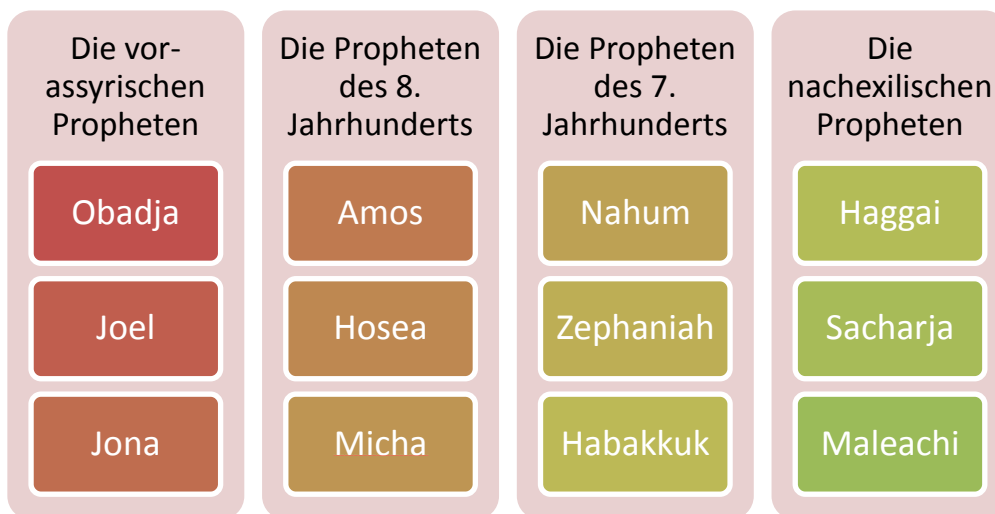 Die vor-
assyrischen
Propheten
Obadja
Joel
Jona
Die Propheten
des 8.
Jahrhunderts
Amos
Hosea
Micha
Die Propheten
des 7.
Jahrhunderts
Nahum
Zephaniah
Habakkuk
Die
nachexilischen
Propheten
Haggai
Sacharja
Maleachi